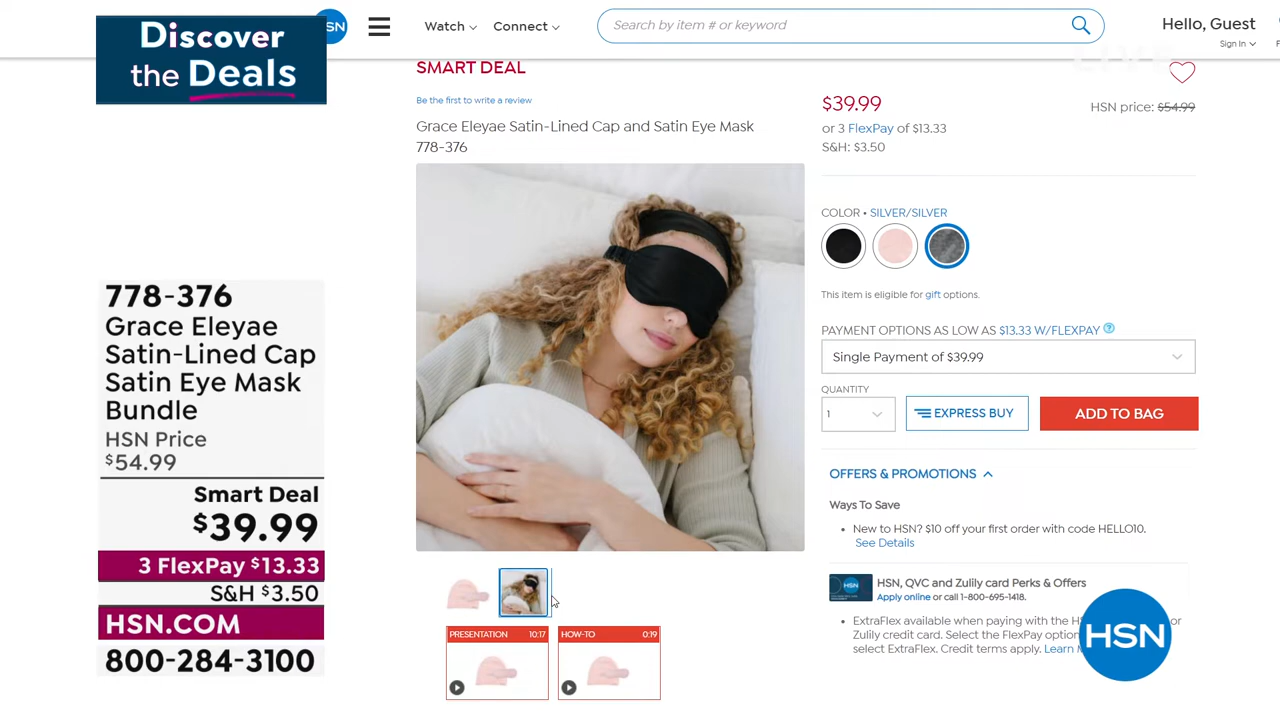 Discover
the Deals
SN
Watch
Connect
Search by item # or keyword
Hello, Guest
Sign In
F
LIVE
SMART DEAL
Be the first to write a review
Grace Eleyae Satin-Lined Cap and Satin Eye Mask
778-376
$39.99
HSN price: $54.99
or 3 FlexPay of $13.33
S&H: $3.50
COLOR • SILVER/SILVER
This item is eligible for gift options.
PAYMENT OPTIONS AS LOW AS $13.33 W/FLEXPAY ?
Single Payment of $39.99
QUANTITY
1
EXPRESS BUY
ADD TO BAG
OFFERS & PROMOTIONS
Ways To Save
• New to HSN? $10 off your first order with code HELLO10.
See Details
HSN
HSN, QVC and Zulily card Perks & Offers
Apply online or call 1-800-695-1418.
• ExtraFlex available when paying with the H or
Zulily credit card. Select the FlexPay option
select ExtraFlex. Credit terms apply. Learn
HSN
PRESENTATION 10:17
HOW-TO 0:19
778-376
Grace Eleyae
Satin-Lined Cap
Satin Eye Mask
Bundle
HSN Price
$54.99
Smart Deal
$39.99
3 FlexPay $13.33
S&H $3.50
HSN.COM
800-284-3100